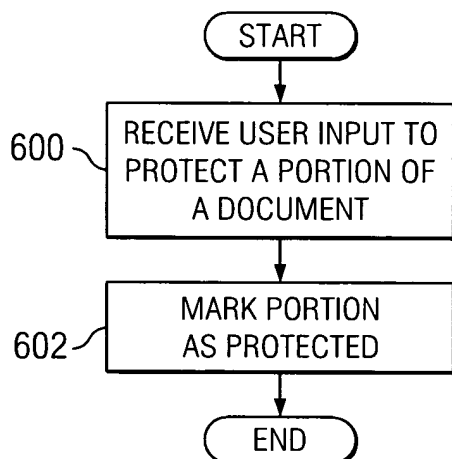 START
600
RECEIVE USER INPUT TO
PROTECT A PORTION OF
A DOCUMENT
602
MARK PORTION
AS PROTECTED
END